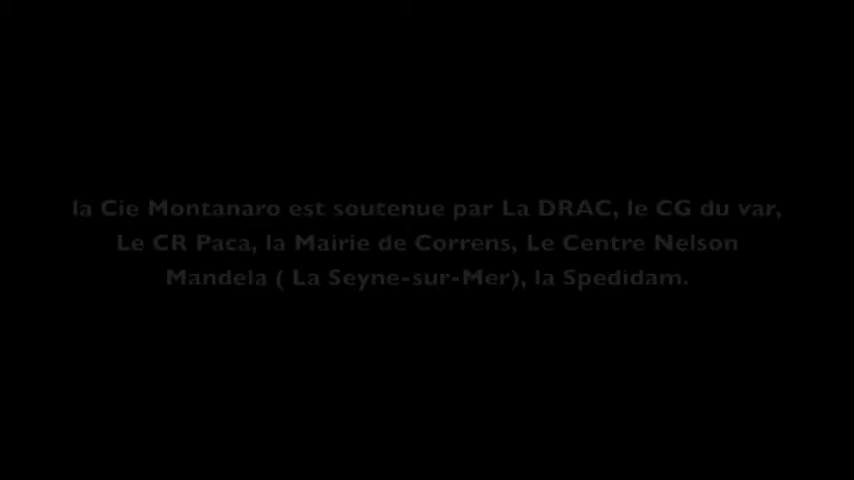 la Cie Montanaro est soutenue par La DRAC, le CG du var,
Le CR Paca, la Mairie de Correns, Le Centre Nelson
Mandela ( La Seyne-sur-Mer), la Spedidam.